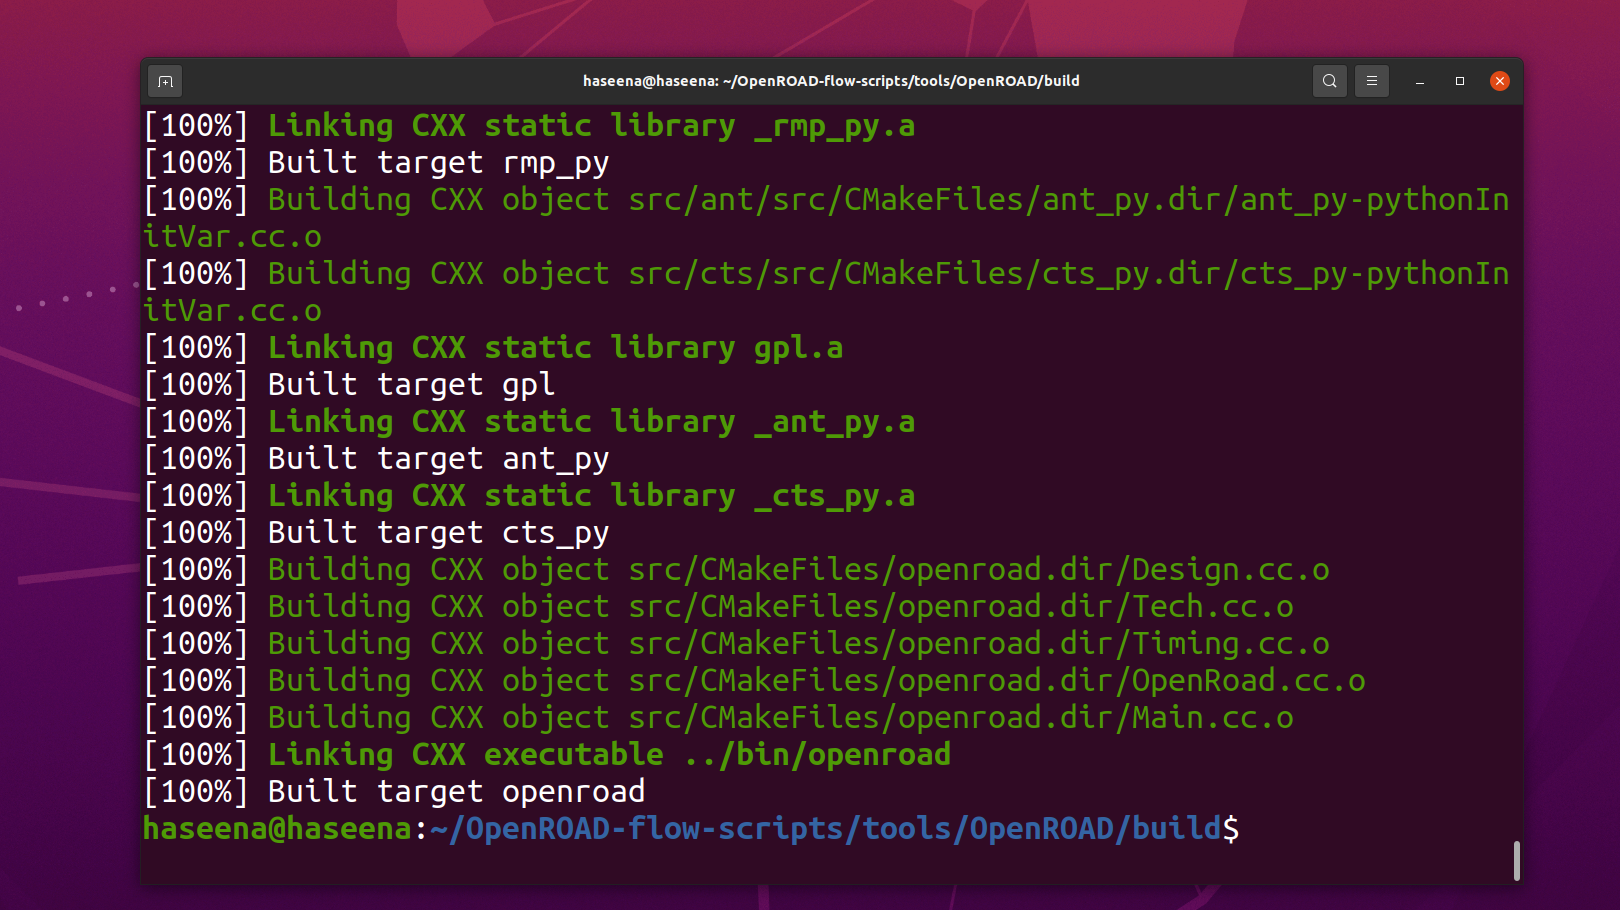 haseena@haseena: ~/OpenROAD-flow-scripts/tools/OpenROAD/build
[100%] Linking CXX static library _rmp_py.a
[100%] Built target rmp_py
[100%] Building CXX object src/ant/src/CMakeFiles/ant_py.dir/ant_py-pythonIn
itVar.cc.o
[100%] Building CXX object src/cts/src/CMakeFiles/cts_py.dir/cts_py-pythonIn
itVar.cc.o
[100%] Linking CXX static library gpl.a
[100%] Built target gpl
[100%] Linking CXX static library _ant_py.a
[100%] Built target ant_py
[100%] Linking CXX static library _cts_py.a
[100%] Built target cts_py
[100%] Building CXX object src/CMakeFiles/openroad.dir/Design.cc.o
[100%] Building CXX object src/CMakeFiles/openroad.dir/Tech.cc.o
[100%] Building CXX object src/CMakeFiles/openroad.dir/Timing.cc.o
[100%] Building CXX object src/CMakeFiles/openroad.dir/OpenRoad.cc.o
[100%] Building CXX object src/CMakeFiles/openroad.dir/Main.cc.o
[100%] Linking CXX executable ../bin/openroad
[100%] Built target openroad
haseena@haseena:~/OpenROAD-flow-scripts/tools/OpenROAD/build$